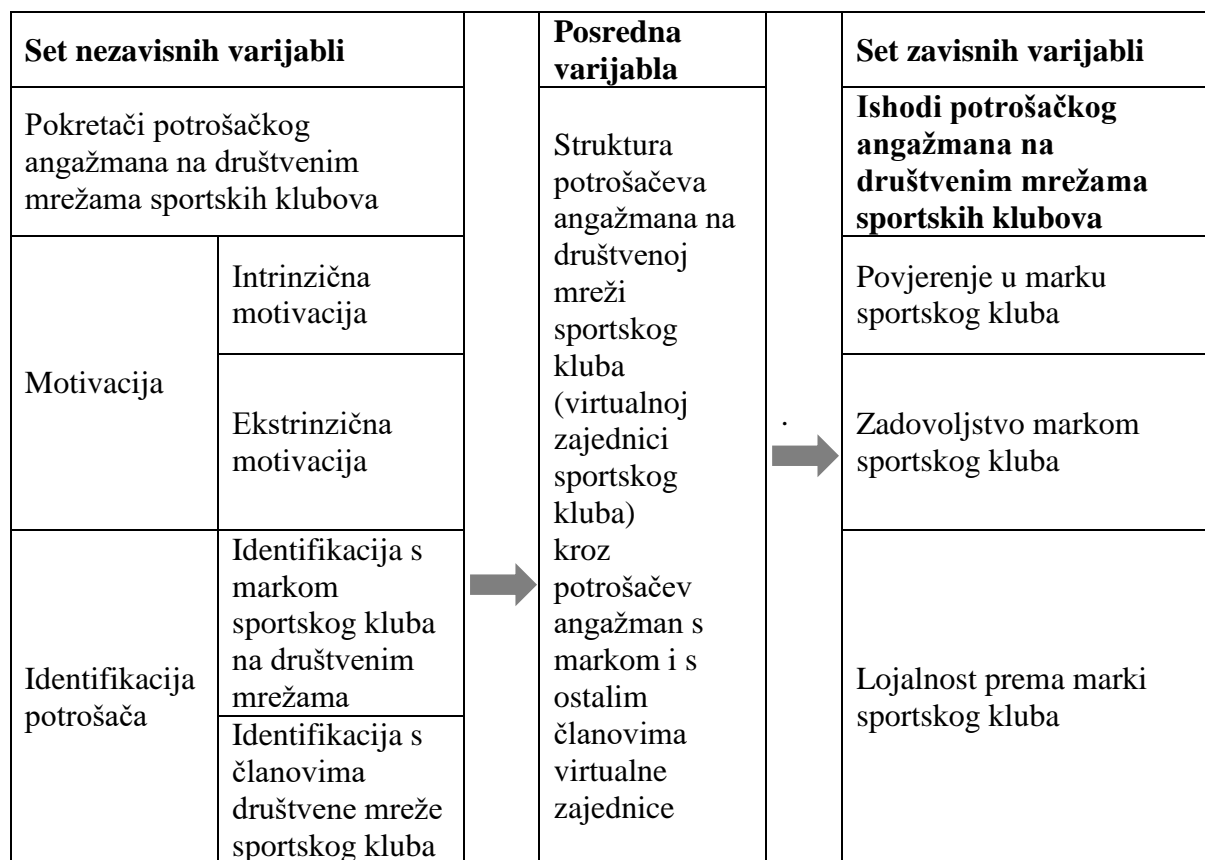 Set nezavisnih varijabli
Pokretači potrošačkog
angažmana na društvenim
mrežama sportskih klubova
Motivacija
Intrinzična
motivacija
Ekstrinzična
motivacija
Identifikacija
potrošača
Identifikacija s
markom
sportskog kluba
na društvenim
mrežama
Identifikacija s
članovima
društvene mreže
sportskog kluba
Posredna
varijabla
Struktura
potrošačeva
angažmana na
društvenoj
mreži
sportskog
kluba
(virtualnoj
zajednici
sportskog
kluba)
kroz
potrošačev
angažman s
markom i s
ostalim
članovima
virtualne
zajednice
.
Set zavisnih varijabli
Ishodi potrošačkog
angažmana na
društvenim mrežama
sportskih klubova
Povjerenje u marku
sportskog kluba
Zadovoljstvo markom
sportskog kluba
Lojalnost prema marki
sportskog kluba